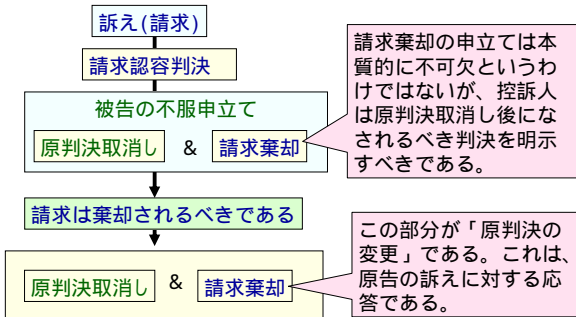 訴え(請求)
請求認容判決
被告の不服申立て
原判決取消し & 請求棄却
請求棄却の申立ては本
質的に不可欠というわ
けではないが、控訴人
は原判決取消し後にな
されるべき判決を明示
すべきである。
請求は棄却されるべきである
原判決取消し & 請求棄却
この部分が「原判決の
変更」である。これは、
原告の訴えに対する応
答である。